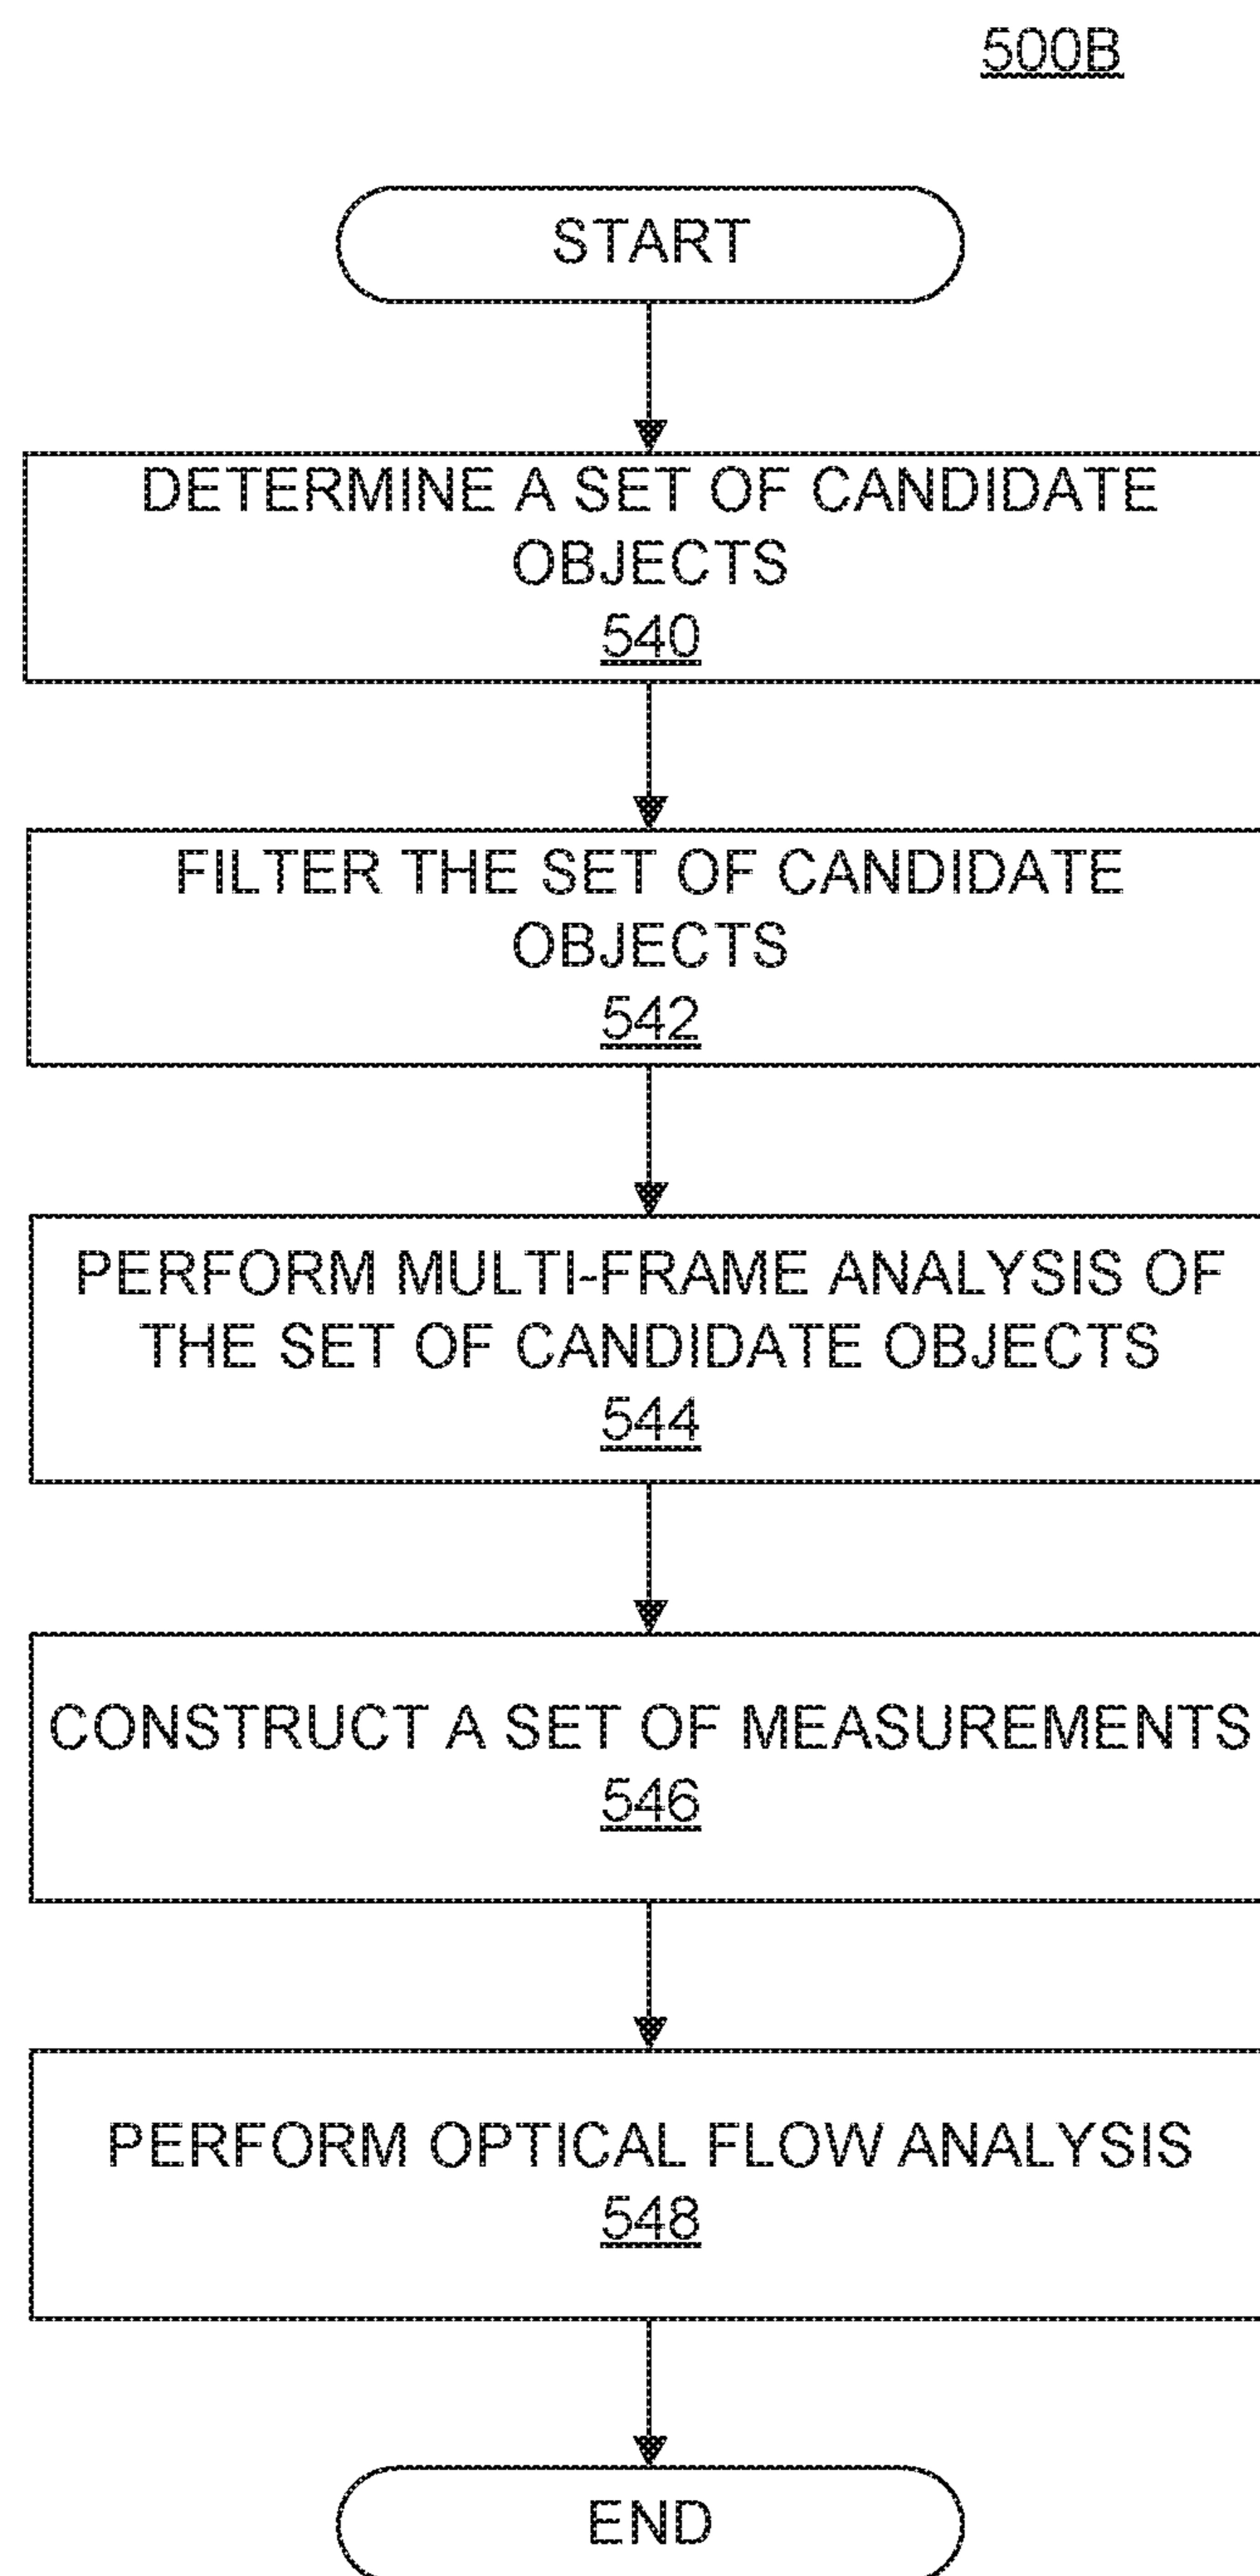 500B
START
DETERMINE A SET OF CANDIDATE
OBJECTS
540
FILTER THE SET OF CANDIDATE
OBJECTS
542
PERFORM MULTI-FRAME ANALYSIS OF
THE SET OF CANDIDATE OBJECTS
544
CONSTRUCT A SET OF MEASUREMENTS
546
PERFORM OPTICAL FLOW ANALYSIS
548
END